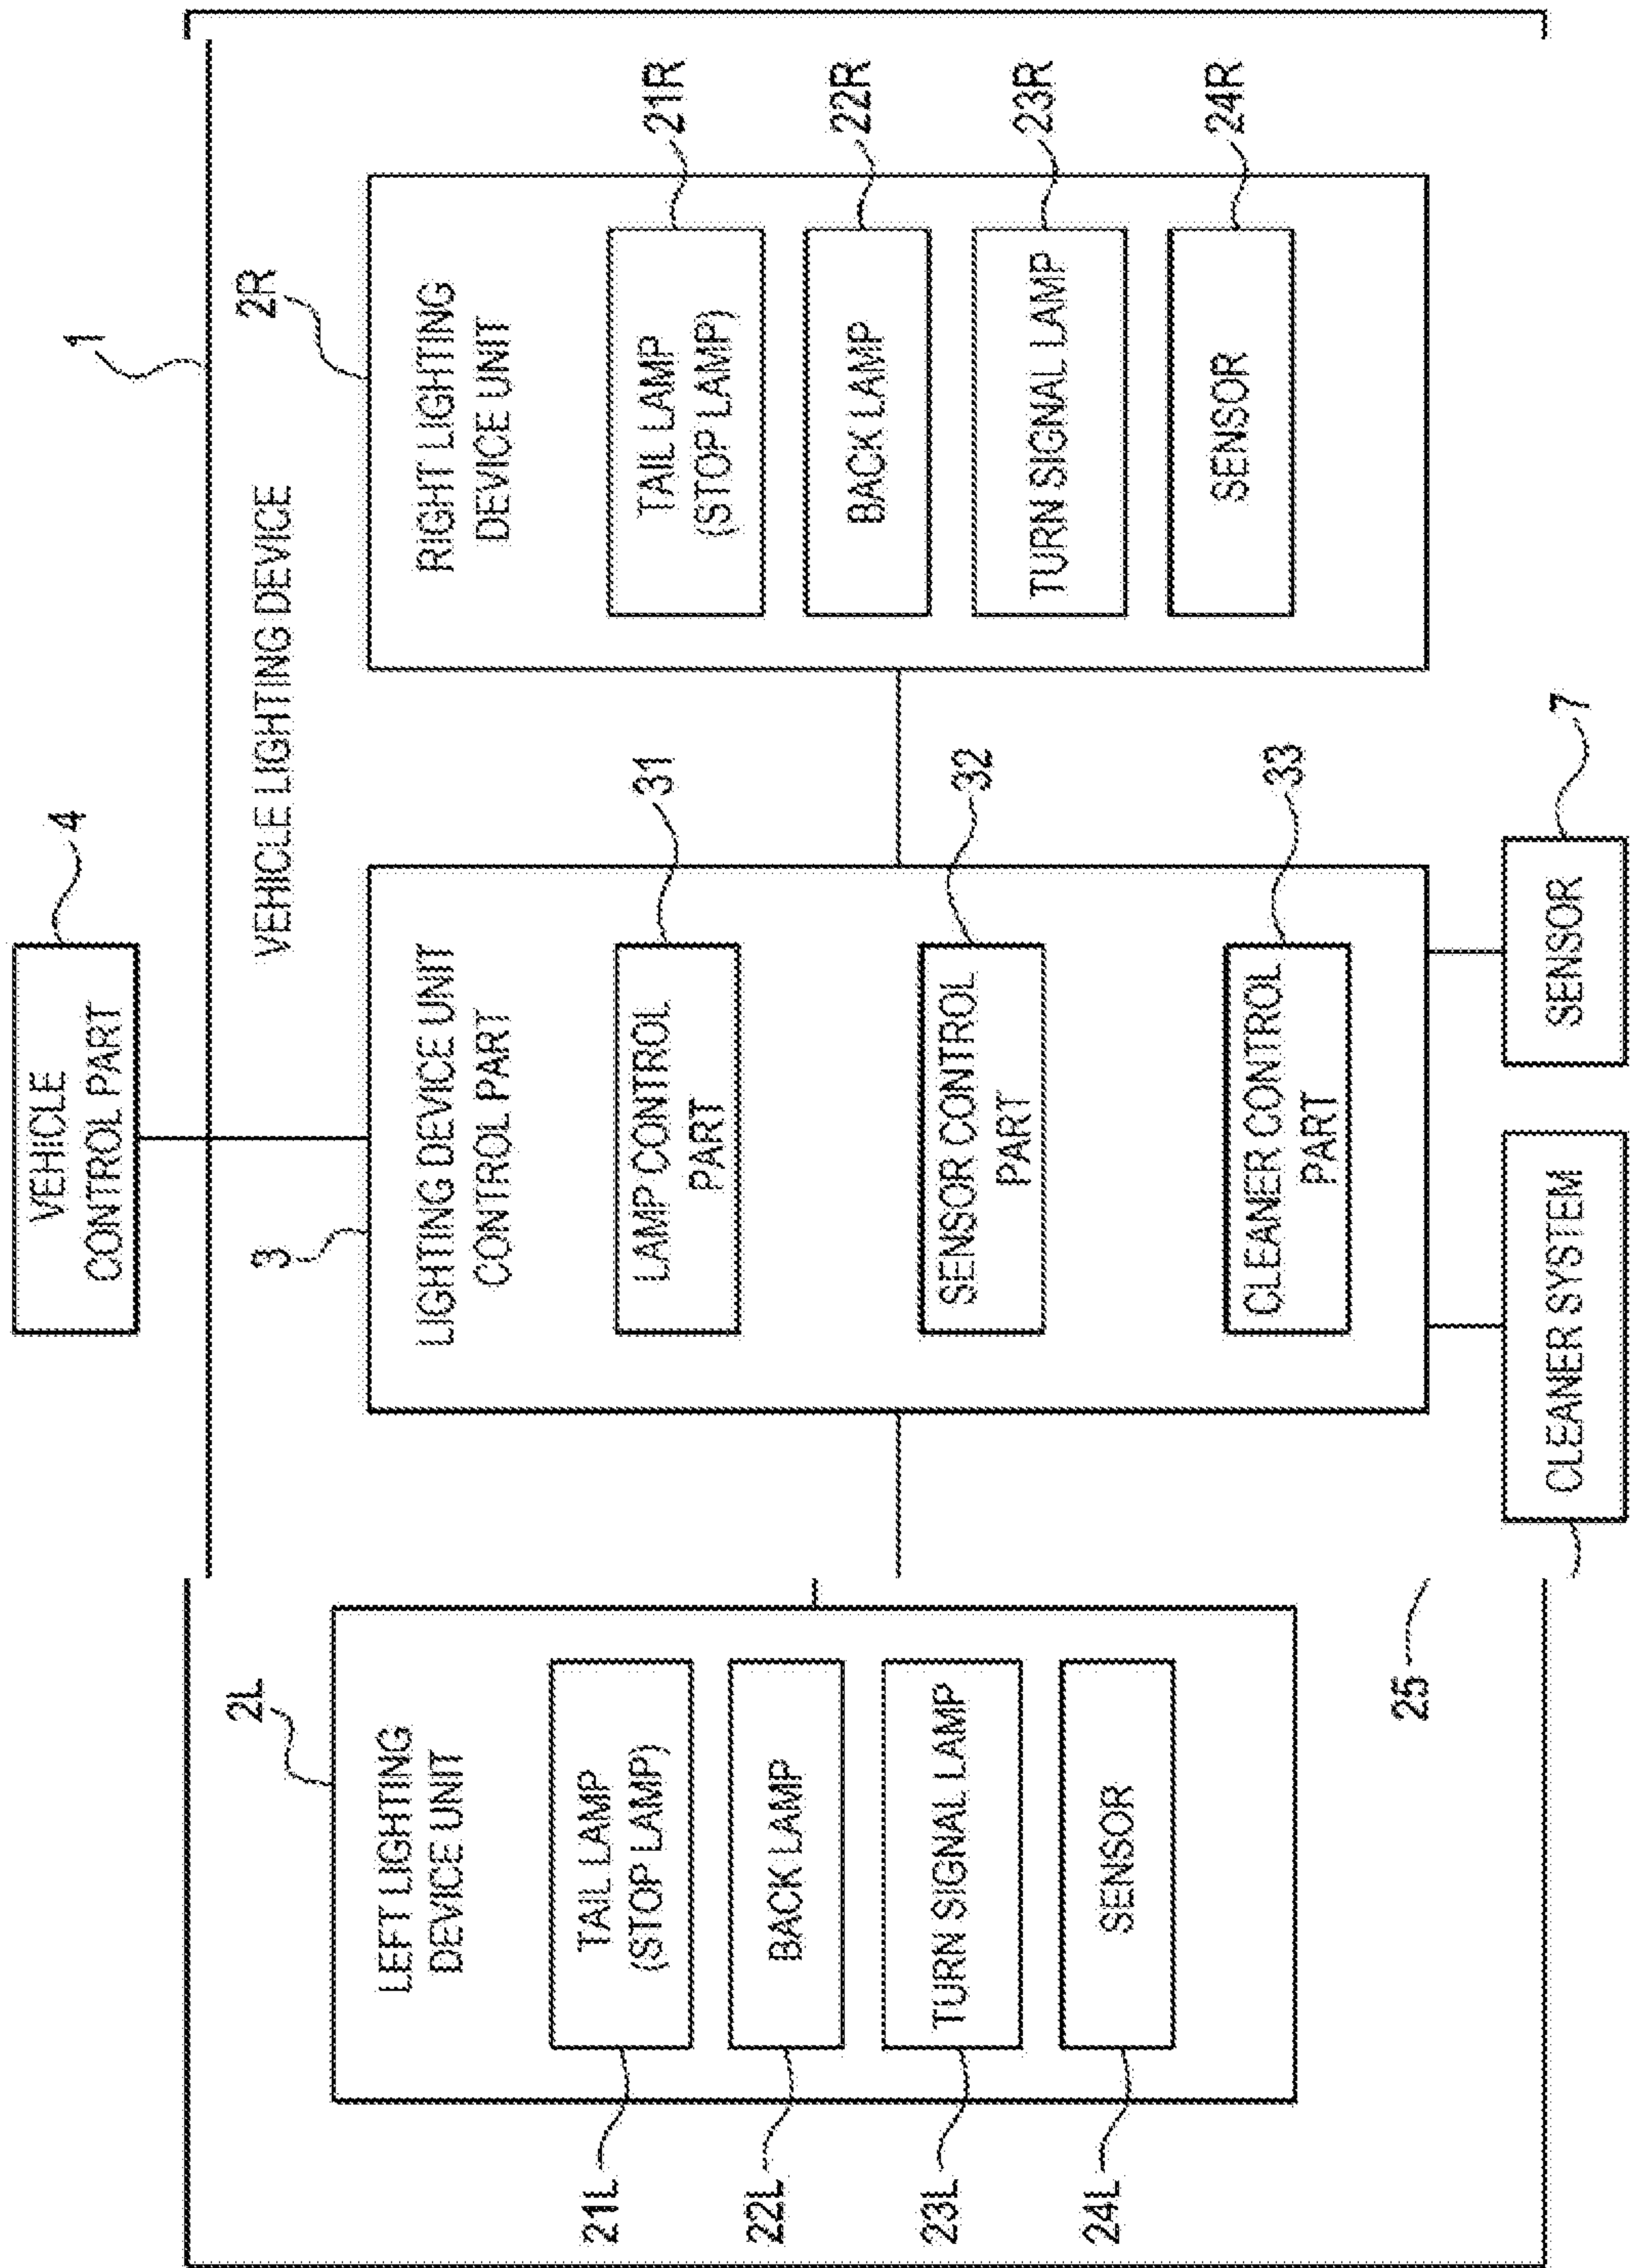 4
VEHICLE
CONTROL PART
1
VEHICLE LIGHTING DEVICE
2L
LEFT LIGHTING
DEVICE UNIT
21L
TAIL LAMP
(STOP LAMP)
22L
BACK LAMP
23L
TURN SIGNAL LAMP
24L
SENSOR
3
LIGHTING DEVICE UNIT
CONTROL PART
LAMP CONTROL
PART
31
SENSOR CONTROL
PART
32
CLEANER CONTROL
PART
33
2R
RIGHT LIGHTING
DEVICE UNIT
TAIL LAMP
(STOP LAMP)
21R
BACK LAMP
22R
TURN SIGNAL LAMP
23R
SENSOR
24R
25
CLEANER SYSTEM
SENSOR
7